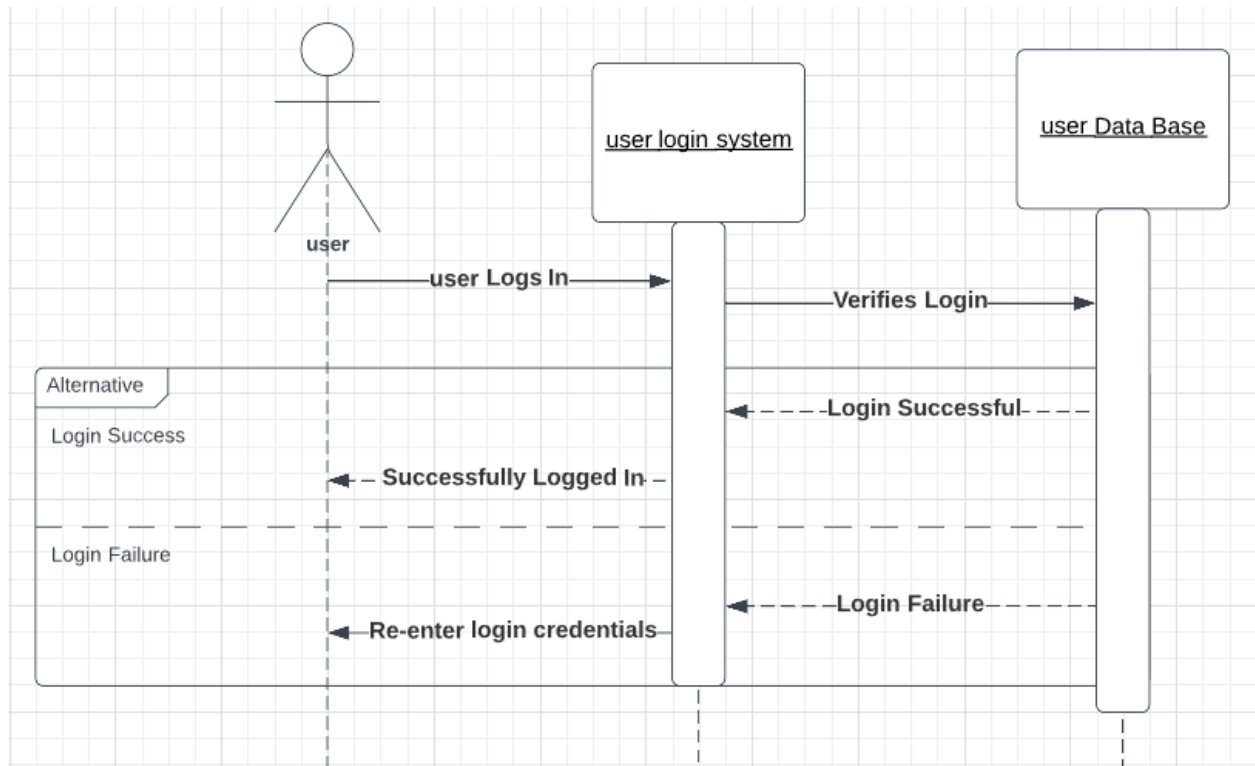 user login system
user Data Base
user
user Logs In
Verifies Login
Alternative
Login Successful
Login Success
Successfully Logged In
Login Failure
Login Failure
Re-enter login credentials